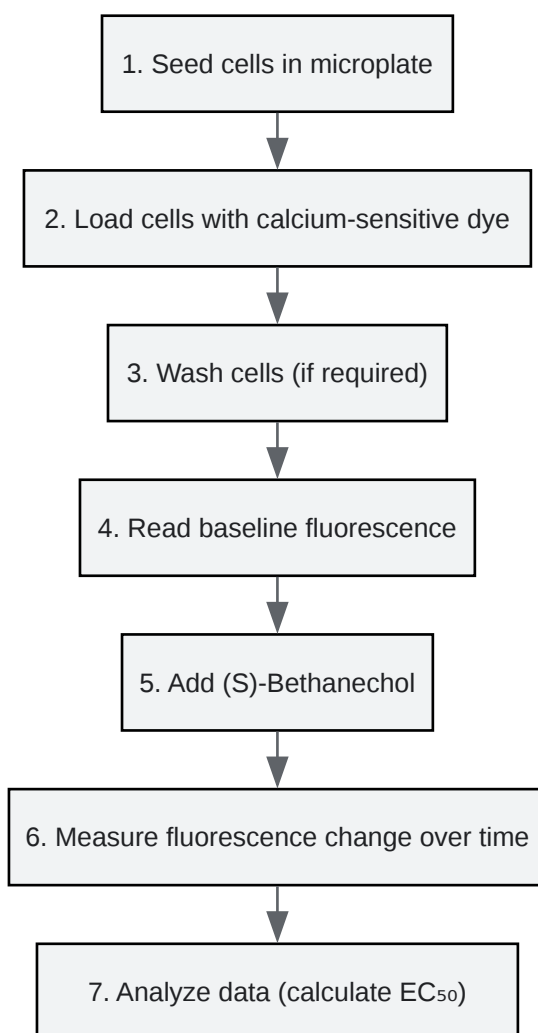 1. Seed cells in microplate
2. Load cells with calcium-sensitive dye
3. Wash cells (if required)
4. Read baseline fluorescence
5. Add (S)-Bethanechol
6. Measure fluorescence change over time
7. Analyze data (calculate EC₅₀)